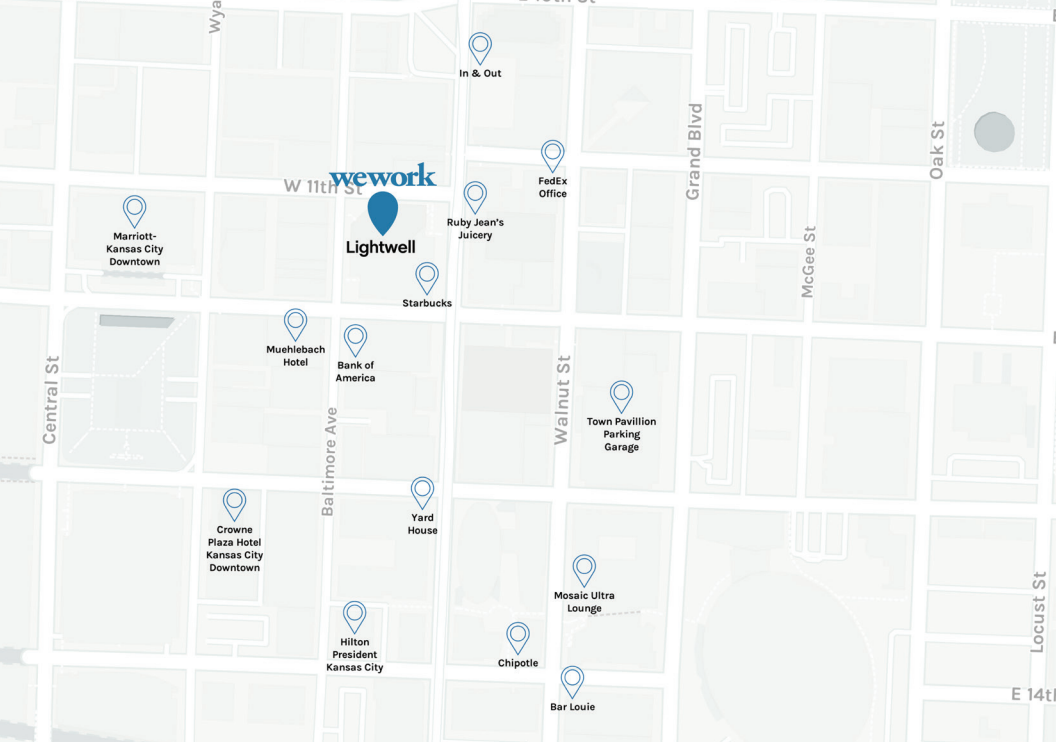 In & Out
Grand Blvd
Oak St
FedEx
Office
wework
W 11th St
Lightwell
Ruby Jean's
Juicery
Marriott-
Kansas City
Downtown
McGee St
Starbucks
Muehlebach
Hotel
Bank of
America
Central St
Walnut St
Town Pavillion
Parking
Garage
Baltimore Ave
Yard
House
Crowne
Plaza Hotel
Kansas City
Downtown
Mosaic Ultra
Lounge
Locust St
Hilton
President
Kansas City
Chipotle
Bar Louie
E 14th